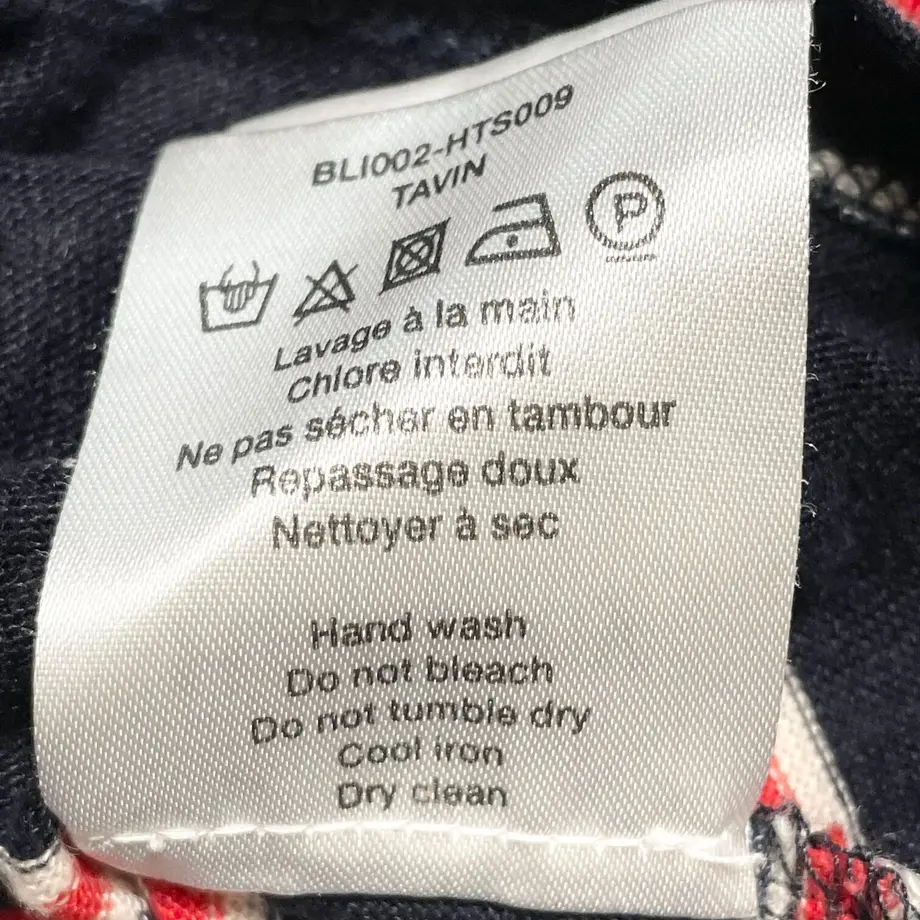 BLI002-HTS009
TAVIN
P
Lavage à la main
Chlore interdit
Ne pas sécher en tambour
Repassage doux
Nettoyer à sec
Hand wash
Do not bleach
Do not tumble dry
Cool iron
Dry clean